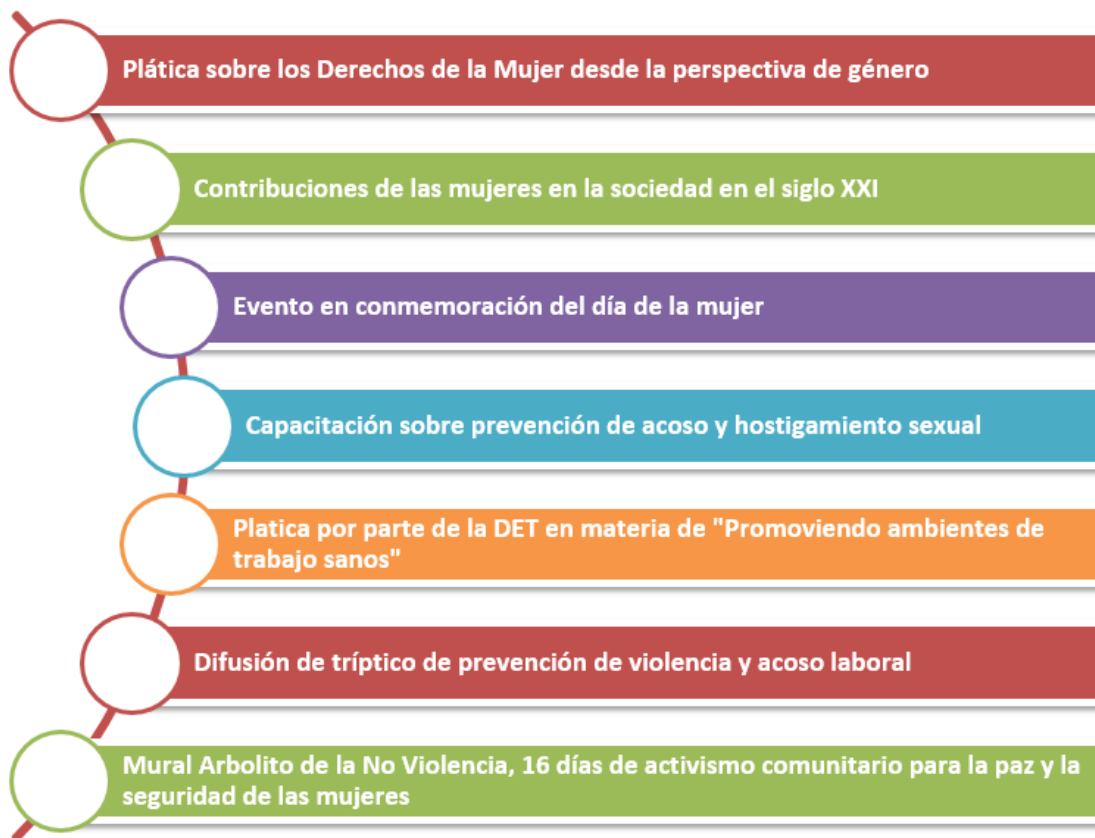 Plática sobre los Derechos de la Mujer desde la perspectiva de género
Contribuciones de las mujeres en la sociedad en el siglo XXI
Evento en conmemoración del día de la mujer
Capacitación sobre prevención de acoso y hostigamiento sexual
Platica por parte de la DET en materia de "Promoviendo ambientes de
trabajo sanos"
Difusión de tríptico de prevención de violencia y acoso laboral
Mural Arbolito de la No Violencia, 16 días de activismo comunitario para la paz y la
seguridad de las mujeres